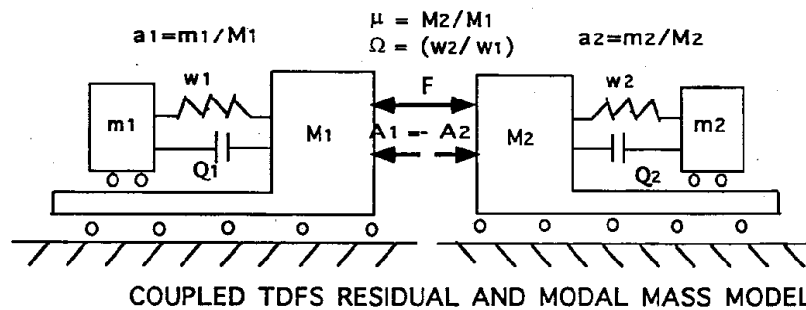 μ = M2/M1
a1=m1/M1
Ω = (w2/w1)
a2=m2/M2
w1
F
w2
m1
M1
A1 =- A2
M2
m2
Q1
Q2
COUPLED TDFS RESIDUAL AND MODAL MASS MODEL